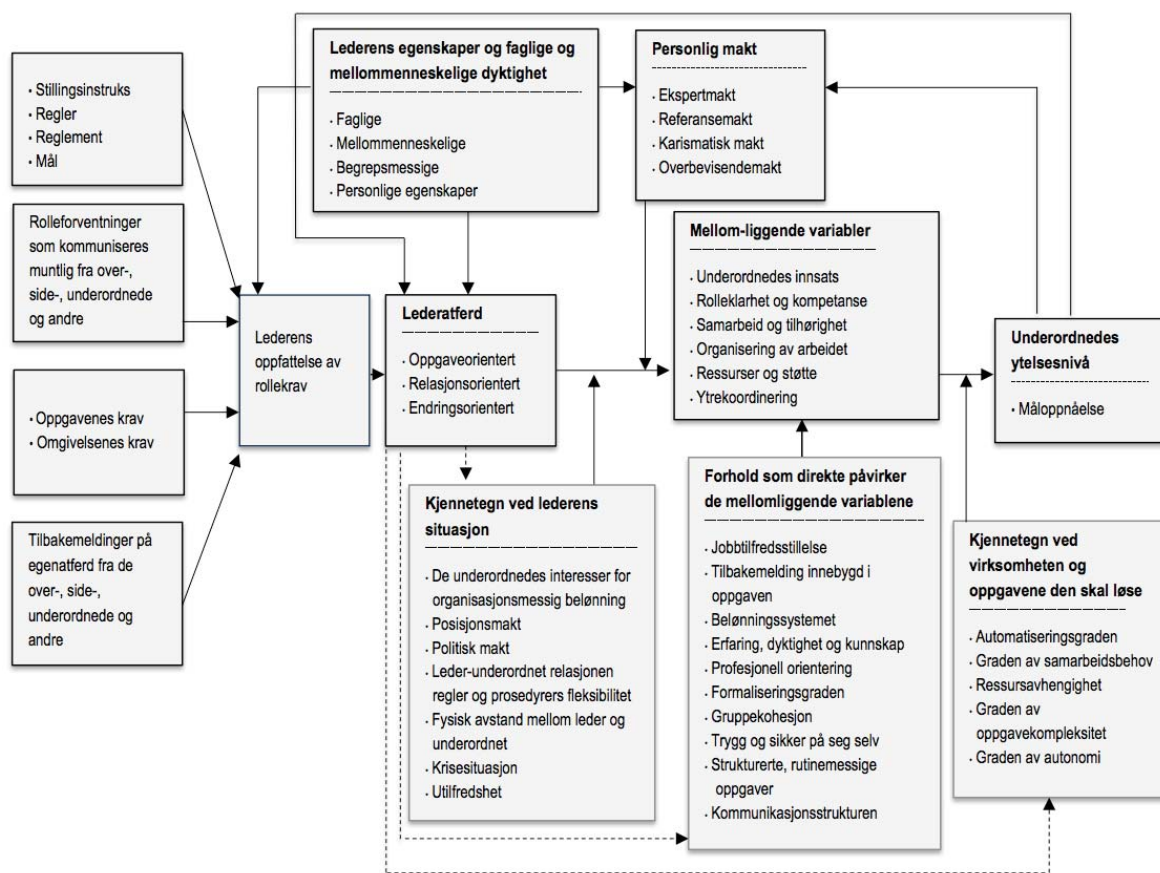 · Stillingsinstruks
· Regler
· Reglement
· Mål
Rolleforventninger
som kommuniseres
muntlig fra over-,
side-, underordnede
og andre
· Oppgavenes krav
· Omgivelsenes krav
Tilbakemeldinger på
egenatferd fra de
over-, side-,
underordnede og
andre
Lederens
oppfattelse av
rollekrav
Lederens egenskaper og faglige og
mellommenneskelige dyktighet
· Faglige
· Mellommenneskelige
· Begrepsmessige
· Personlige egenskaper
Personlig makt
· Ekspertmakt
· Referansemakt
· Karismatisk makt
· Overbevisendemakt
Lederatferd
· Oppgaveorientert
· Relasjonsorientert
· Endringsorientert
Mellom-liggende variabler
· Underordnedes innsats
· Rolleklarhet og kompetanse
· Samarbeid og tilhørighet
· Organisering av arbeidet
· Ressurser og støtte
· Ytrekoordinering
Underordnedes
ytelsesnivå
· Måloppnåelse
Kjennetegn ved lederens
situasjon
· De underordnedes interesser for
organisasjonsmessig belønning
· Posisjonsmakt
· Politisk makt
· Leder-underordnet relasjonen
regler og prosedyrers fleksibilitet
· Fysisk avstand mellom leder og
underordnet
· Krisesituasjon
· Utilfredshet
Forhold som direkte påvirker
de mellomliggende variablene
· Jobbtilfredsstillelse
· Tilbakemelding innebygd i
oppgaven
· Belønningssystemet
· Erfaring, dyktighet og kunnskap
· Profesjonell orientering
· Formaliseringsgraden
· Gruppekohesjon
· Trygg og sikker på seg selv
· Strukturerte, rutinemessige
oppgaver
· Kommunikasjonsstrukturen
Kjennetegn ved
virksomheten og
oppgavene den skal løse
· Automatiseringsgraden
· Graden av samarbeidsbehov
· Ressursavhengighet
· Graden av
oppgavekompleksitet
· Graden av autonomi